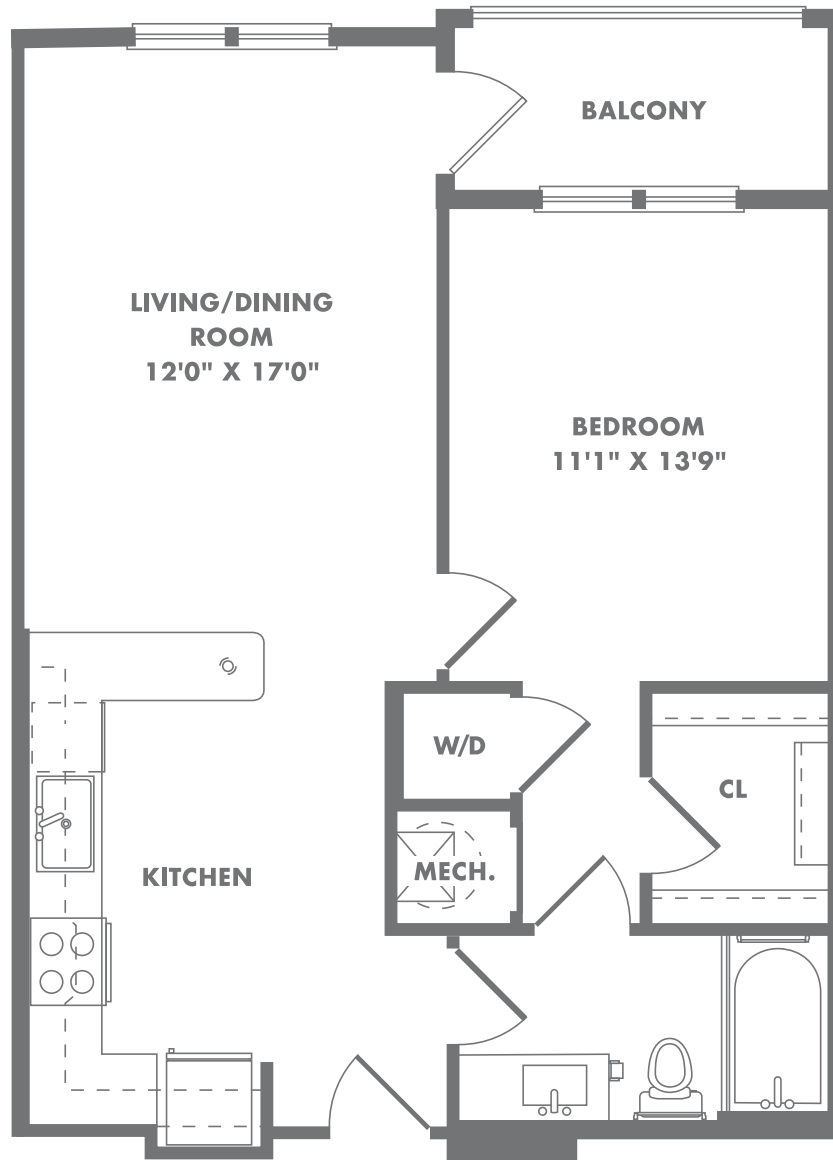 BALCONY
LIVING/DINING
ROOM
12'0" X 17'0"
BEDROOM
11'1" X 13'9"
W/D
CL
MECH.
KITCHEN